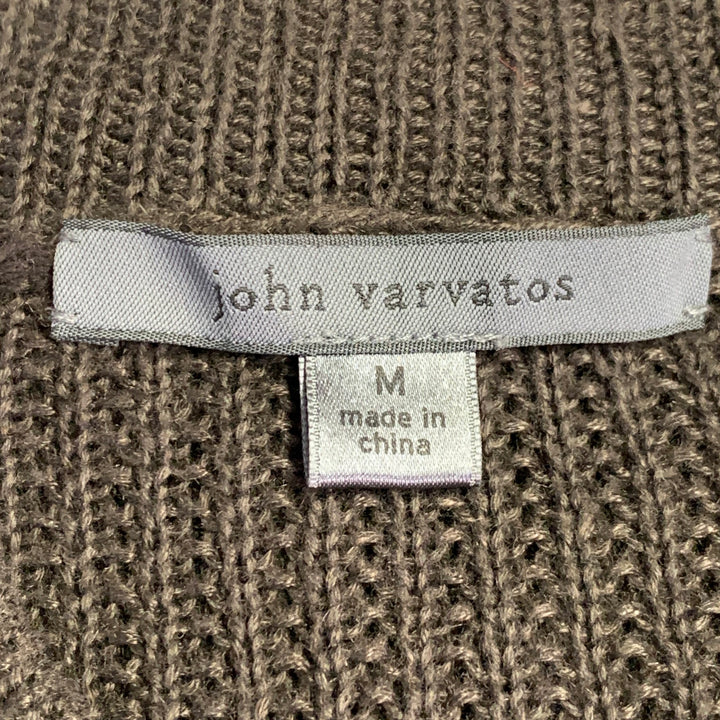 john varvatos
M
made in
china